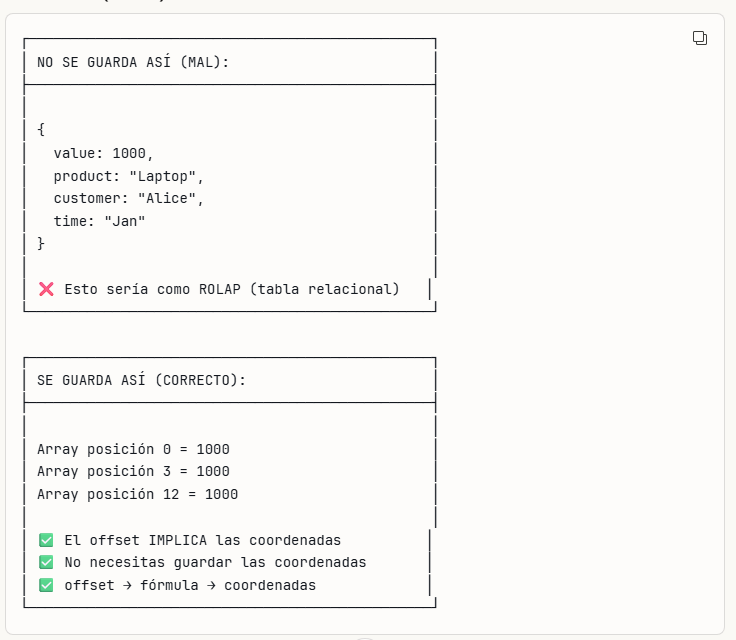 NO SE GUARDA ASÍ (MAL):
{
value: 1000,
product: "Laptop",
customer: "Alice",
time: "Jan"
}
❌ Esto sería como ROLAP (tabla relacional)
SE GUARDA ASÍ (CORRECTO):
Array posición 0 = 1000
Array posición 3 = 1000
Array posición 12 = 1000
✅ El offset IMPLICA las coordenadas
✅ No necesitas guardar las coordenadas
✅ offset → fórmula → coordenadas